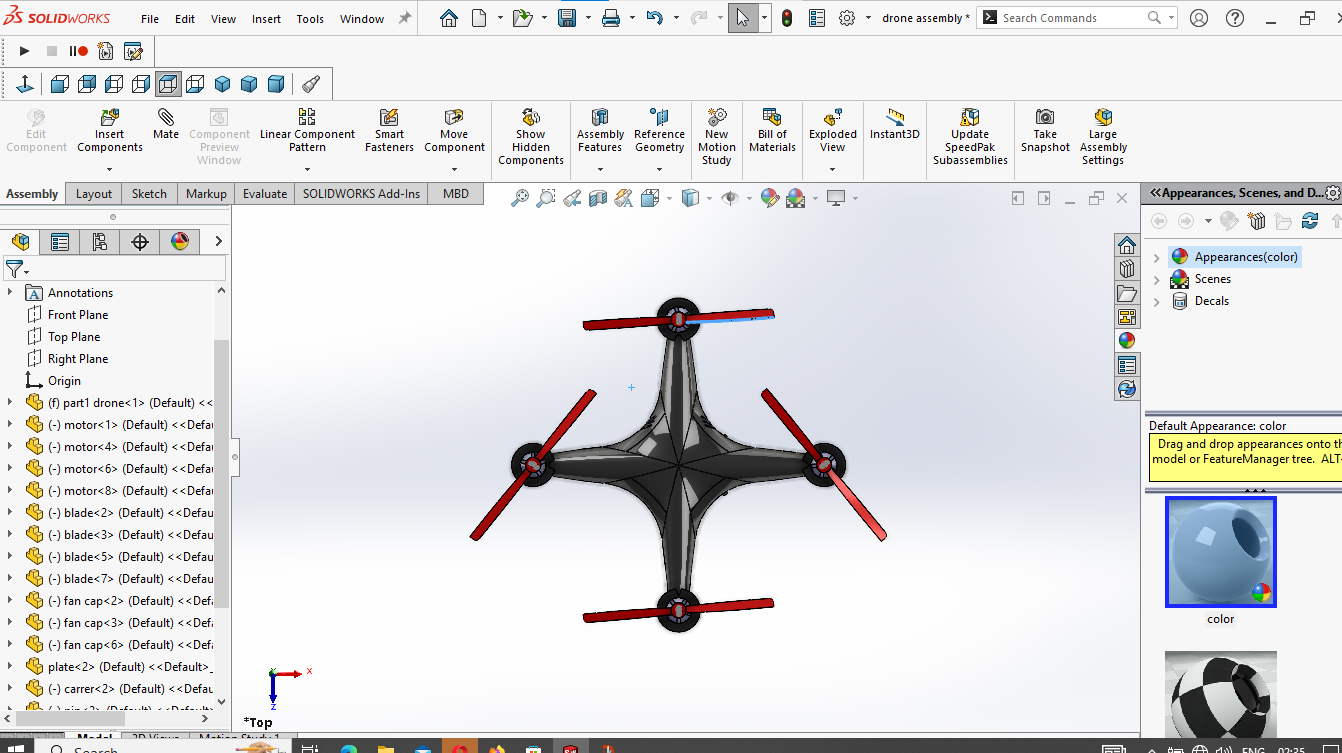 SOLIDWORKS File Edit View Insert Tools Window drone assembly * Search Commands
Edit Component
Insert Components
Mate
Component Preview Window
Linear Component Pattern
Smart Fasteners
Move Component
Show Hidden Components
Assembly Features
Reference Geometry
New Motion Study
Bill of Materials
Exploded View
Instant3D
Update SpeedPak Subassemblies
Take Snapshot
Large Assembly Settings
Assembly Layout Sketch Markup Evaluate SOLIDWORKS Add-Ins MBD
Annotations
Front Plane
Top Plane
Right Plane
Origin
(f) part1 drone<1> (Default) <<
(-) motor<1> (Default) <<Defau
(-) motor<4> (Default) <<Defau
(-) motor<6> (Default) <<Defau
(-) motor<8> (Default) <<Defau
(-) blade<2> (Default) <<Defau
(-) blade<3> (Default) <<Defau
(-) blade<5> (Default) <<Defau
(-) blade<7> (Default) <<Defau
(-) fan cap<2> (Default) <<Defa
(-) fan cap<3> (Default) <<Defa
(-) fan cap<6> (Default) <<Defa
plate<2> (Default) <<Default>_
(-) carrer<2> (Default) <<Defau
X
Y
Z
*Top
Appearances, Scenes, and D...
Appearances(color)
Scenes
Decals
Default Appearance: color
Drag and drop appearances onto th
model or FeatureManager tree. ALT-
color
Model 3D Views Motion Study 1
Search
ENG 02:25